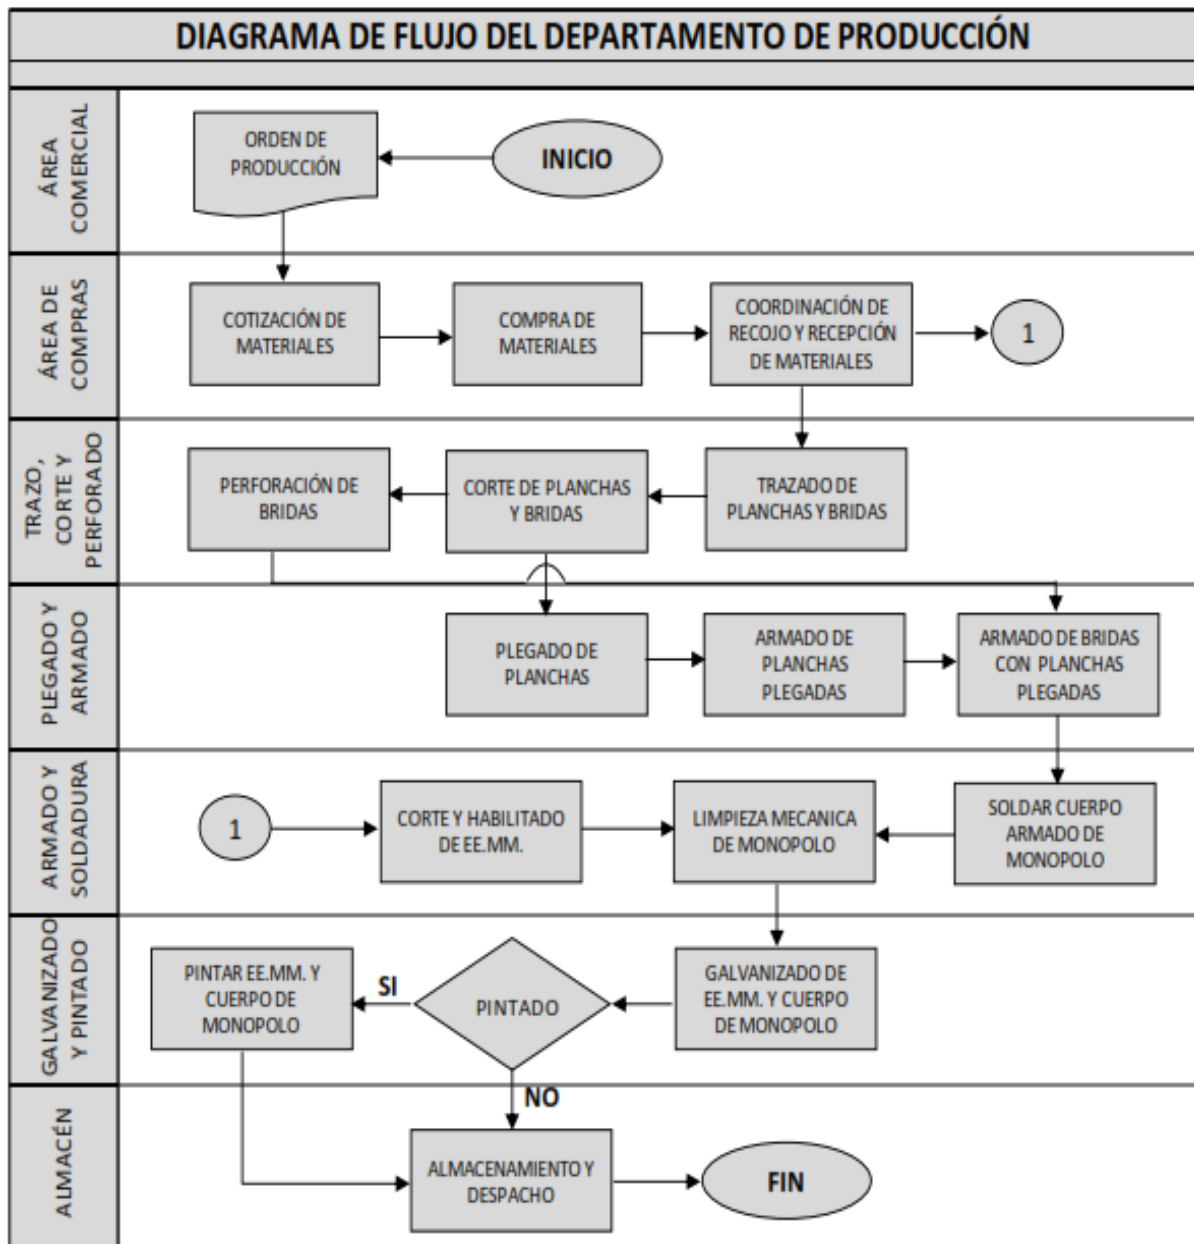 DIAGRAMA DE FLUJO DEL DEPARTAMENTO DE PRODUCCIÓN
ÁREA
COMERCIAL
ORDEN DE
PRODUCCIÓN
INICIO
ÁREA DE
COMPRAS
COTIZACIÓN DE
MATERIALES
COMPRA DE
MATERIALES
COORDINACIÓN DE
RECOJO Y RECEPCIÓN
DE MATERIALES
1
TRAZO,
CORTE Y
PERFORADO
PERFORACIÓN DE
BRIDAS
CORTE DE PLANCHAS
Y BRIDAS
TRAZADO DE
PLANCHAS Y BRIDAS
PLEGADO Y
ARMADO
PLEGADO DE
PLANCHAS
ARMADO DE
PLANCHAS
PLEGADAS
ARMADO DE BRIDAS
CON PLANCHAS
PLEGADAS
ARMADO Y
SOLDADURA
1
CORTE Y HABILITADO
DE EE.MM.
LIMPIEZA MECANICA
DE MONOPOLO
SOLDAR CUERPO
ARMADO DE
MONOPOLO
GALVANIZADO
Y PINTADO
PINTAR EE.MM. Y
CUERPO DE
MONOPOLO
SI
PINTADO
GALVANIZADO DE
EE.MM. Y CUERPO
DE MONOPOLO
NO
ALMACÉN
ALMACENAMIENTO Y
DESPACHO
FIN